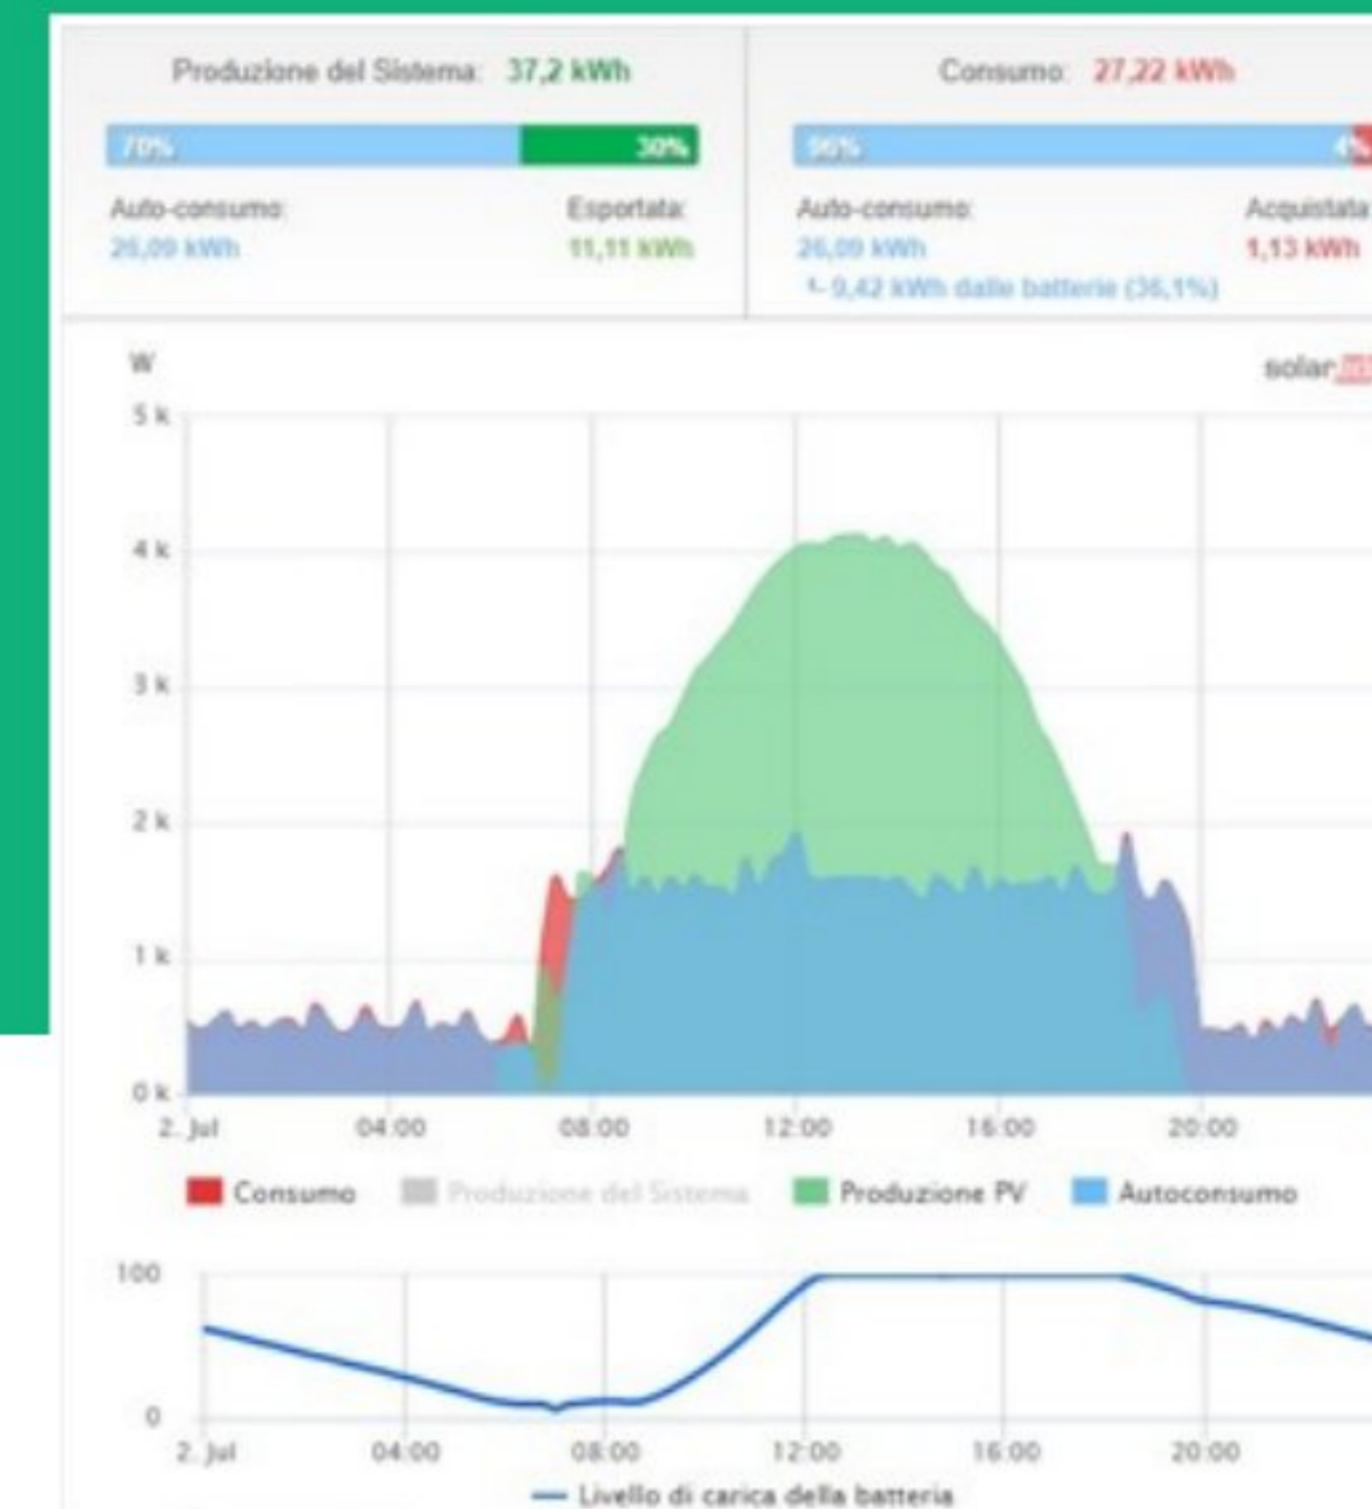 Produzione del Sistema: 37,2 kWh
Consumo: 27,22 kWh
70% 30%
96% 4%
Auto-consumo: Esportata:
26,09 kWh 11,11 kWh
Auto-consumo: Acquistata
26,09 kWh 1,13 kWh
9,42 kWh dalle batterie (36,1%)
W
solar
5 k
4 k
3 k
2 k
1 k
0 k
2. Jul 04:00 08:00 12:00 16:00 20:00
Consumo Produzione del Sistema Produzione PV Autoconsumo
100
0
2. Jul 04:00 08:00 12:00 16:00 20:00
Livello di carica della batteria